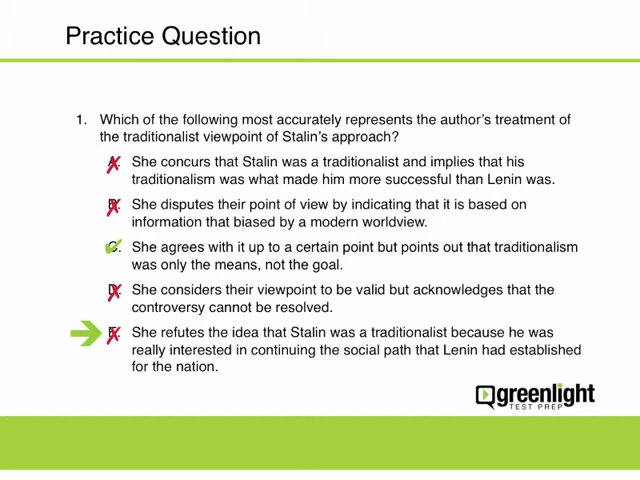 Practice Question
1. Which of the following most accurately represents the author's treatment of
the traditionalist viewpoint of Stalin's approach?
A. She concurs that Stalin was a traditionalist and implies that his
traditionalism was what made him more successful than Lenin was.
B. She disputes their point of view by indicating that it is based on
information that biased by a modern worldview.
C. She agrees with it up to a certain point but points out that traditionalism
was only the means, not the goal.
D. She considers their viewpoint to be valid but acknowledges that the
controversy cannot be resolved.
E. She refutes the idea that Stalin was a traditionalist because he was
really interested in continuing the social path that Lenin had established
for the nation.
greenlight
TEST PREP